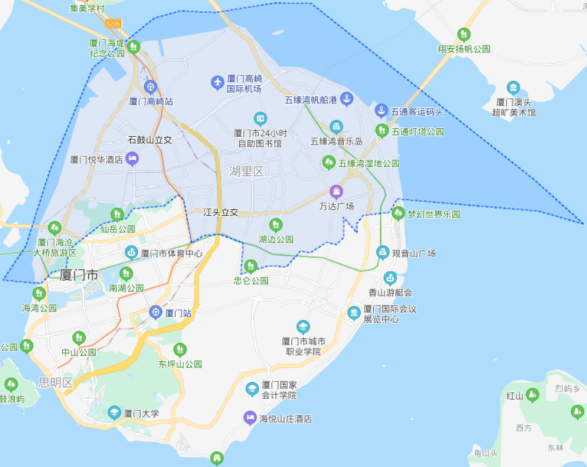 集美学村
厦门海堤
纪念公园
翔安扬帆公园
厦门高崎站
厦门高崎
国际机场
五缘湾帆船港
五通客运码头
厦门澳头
超旷美术馆
石鼓山立交
厦门市24小时
自助图书馆
五缘湾音乐岛
五通灯塔公园
厦门悦华酒店
湖里区
五缘湾湿地公园
万达广场
仙岳公园
江头立交
湖边公园
梦幻世界乐园
厦门海沧
大桥旅游区
厦门市体育中心
观音山广场
厦门市
南湖公园
忠仑公园
香山游艇会
海湾公园
厦门站
厦门国际会议
展览中心
公园
中山公园
东坪山公园
厦门市城市
职业学院
思明区
鼓浪屿
厦门大学
厦门国家
会计学院
海悦山庄酒店
红山
烈屿乡
西方
东林
龟山头